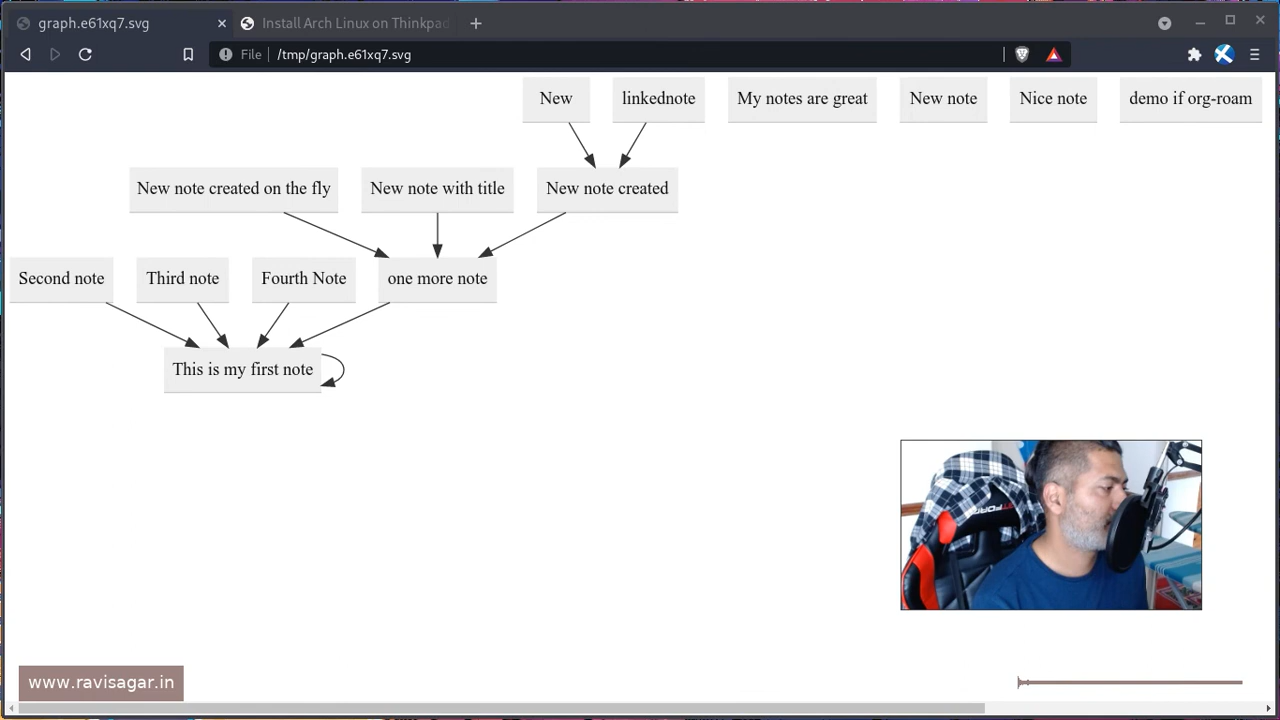 graph.e61xq7.svg
Install Arch Linux on Thinkpad
File
/tmp/graph.e61xq7.svg
New
linkednote
My notes are great
New note
Nice note
demo if org-roam
New note created on the fly
New note with title
New note created
Second note
Third note
Fourth Note
one more note
This is my first note
www.ravisagar.in